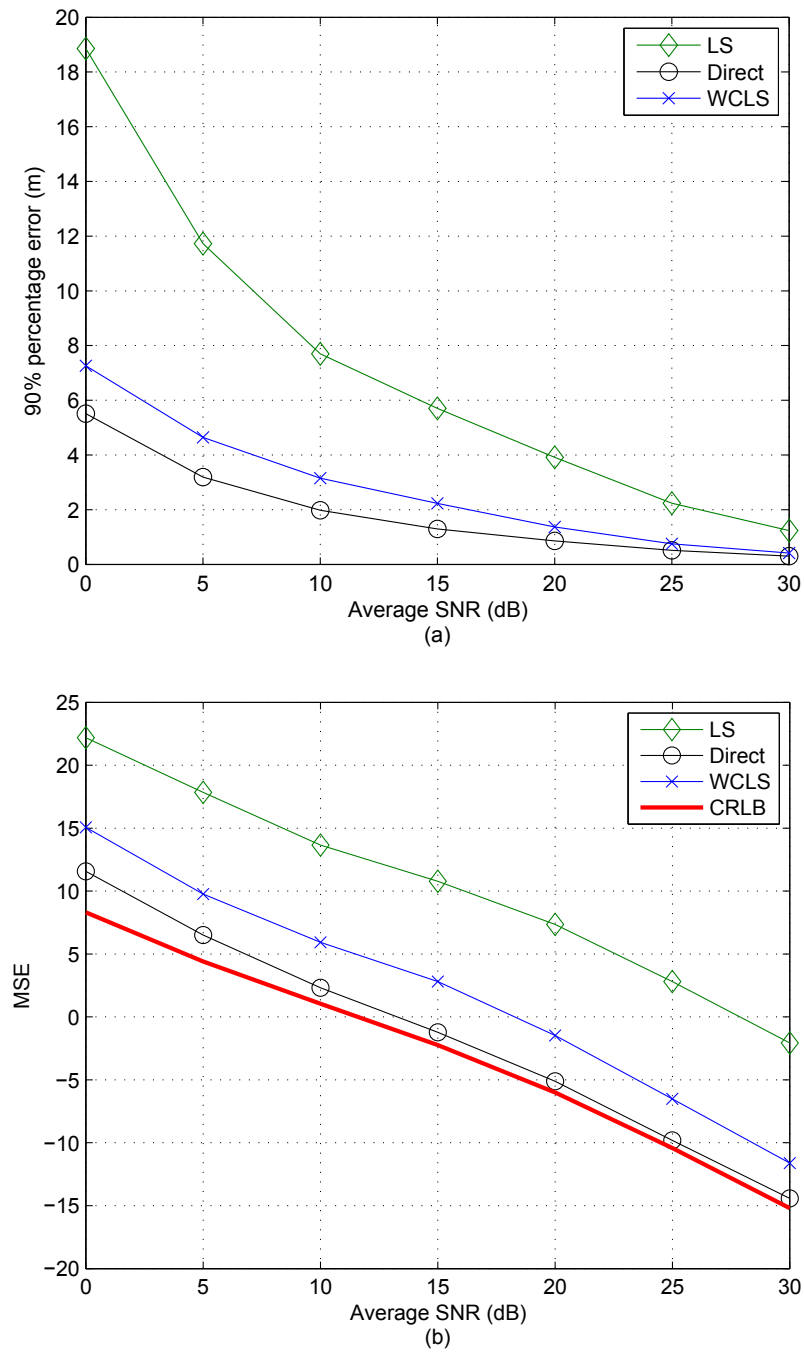 20
18
16
14
12
10
8
6
4
2
0
90% percentage error (m)
LS
Direct
WCLS
0 5 10 15 20 25 30
Average SNR (dB)
(a)
25
20
15
10
5
0
−5
−10
−15
−20
MSE
LS
Direct
WCLS
CRLB
0 5 10 15 20 25 30
Average SNR (dB)
(b)